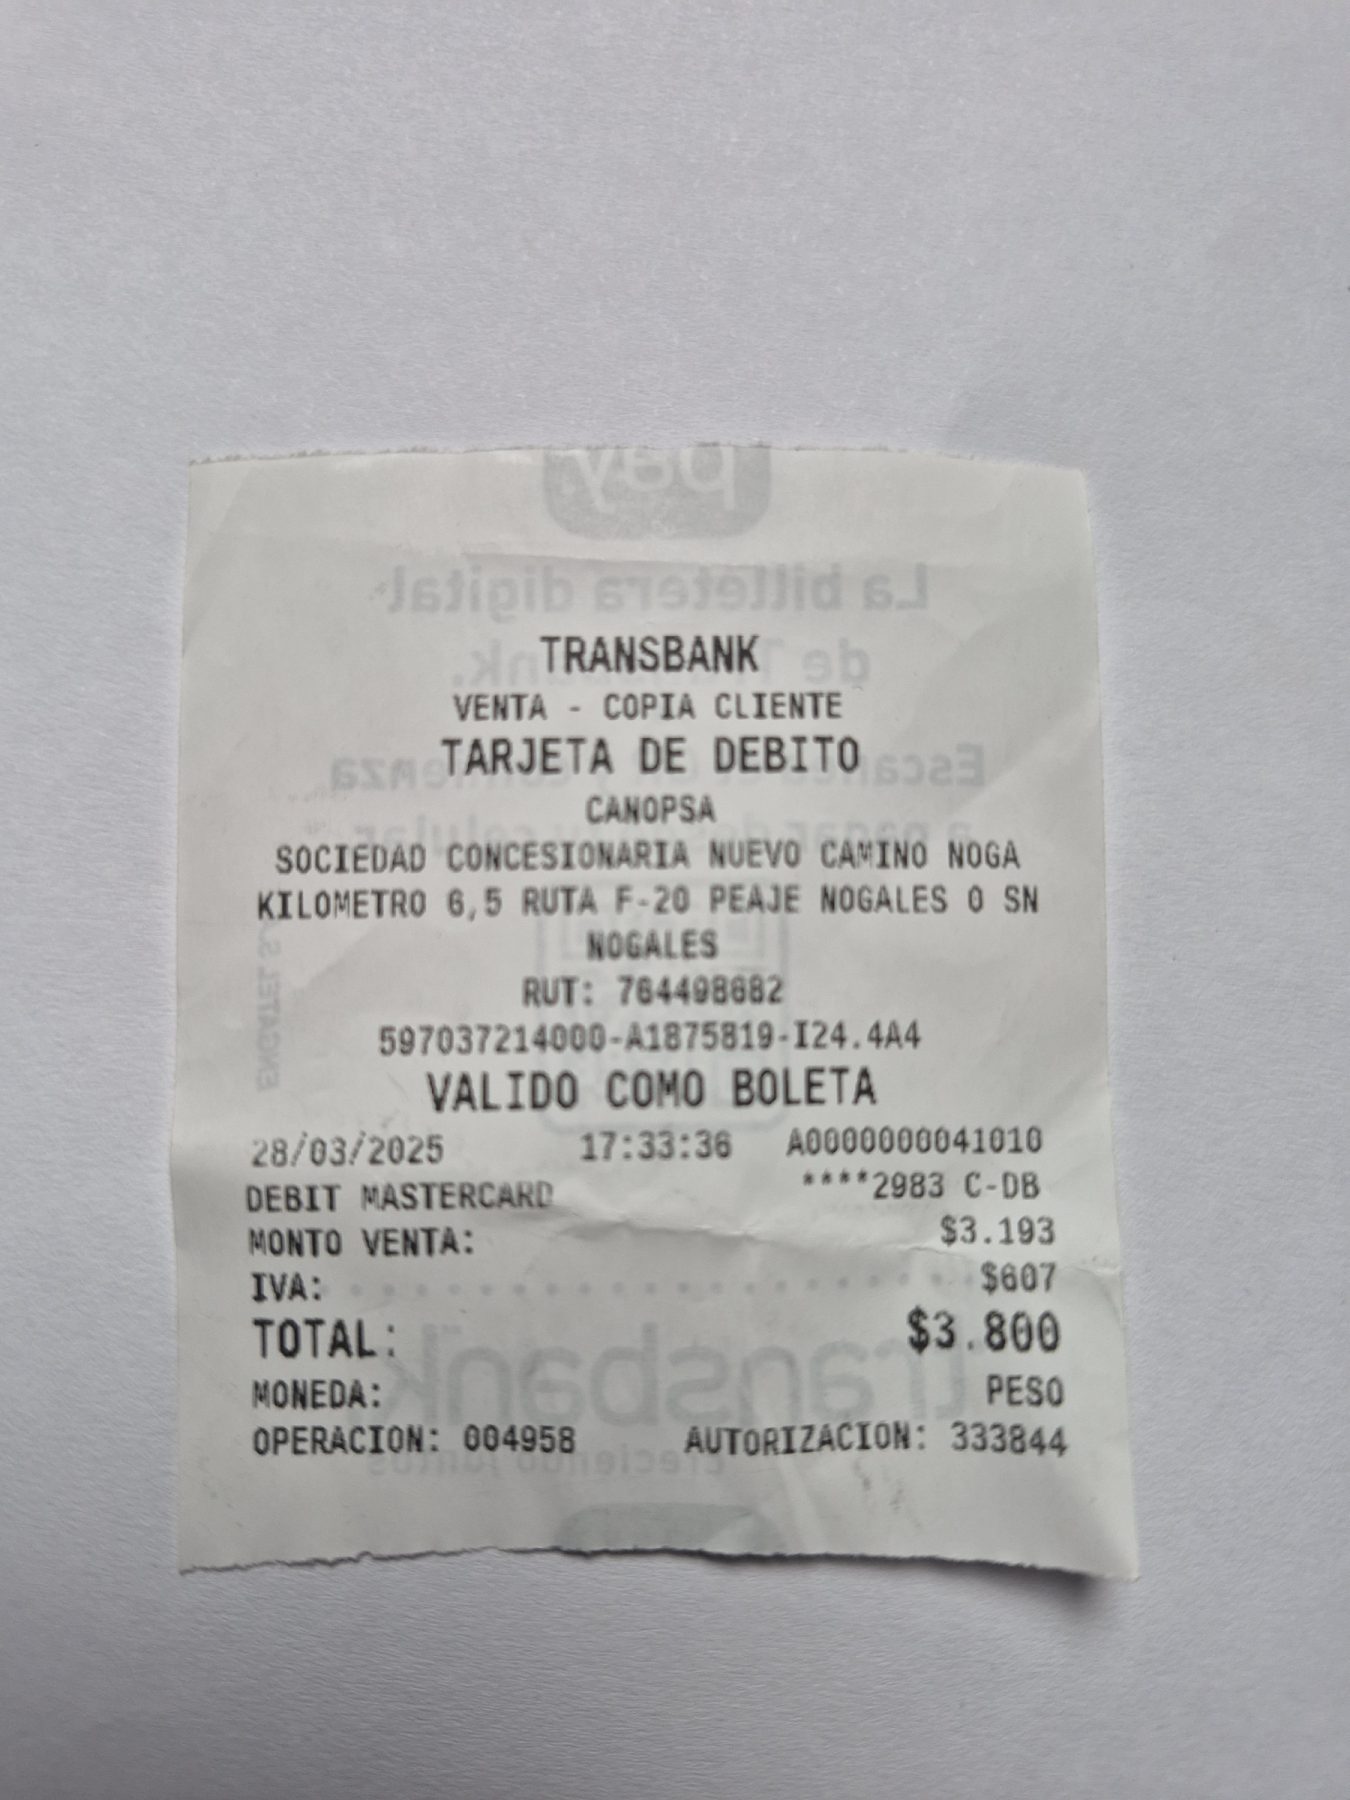 TRANSBANK
VENTA - COPIA CLIENTE
TARJETA DE DEBITO
CANOPSA
SOCIEDAD CONCESIONARIA NUEVO CAMINO NOGA
KILOMETRO 6,5 RUTA F-20 PEAJE NOGALES 0 SN
NOGALES
RUT: 764498682
597037214000-A1875819-I24.4A4
VALIDO COMO BOLETA
28/03/2025 17:33:36 A0000000041010
DEBIT MASTERCARD ****2983 C-DB
MONTO VENTA: $3.193
IVA: $607
TOTAL: $3.800
MONEDA: PESO
OPERACION: 004958 AUTORIZACION: 333844